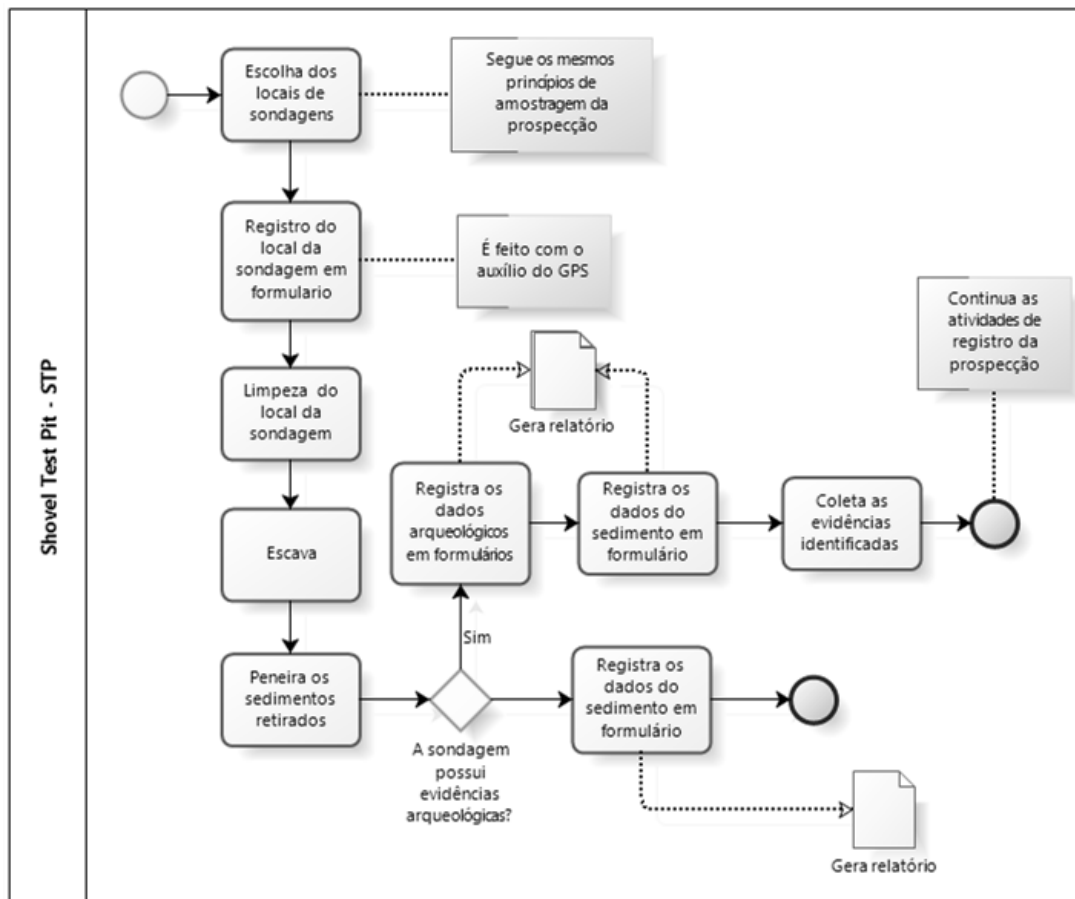 Shovel Test Pit - STP
Escolha dos
locais de
sondagens
Segue os mesmos
princípios de
amostragem da
prospecção
Registro do
local da
sondagem em
formulario
É feito com o
auxílio do GPS
Continua as
atividades de
registro da
prospecção
Limpeza do
local da
sondagem
Gera relatório
Registra os
dados
arqueológicos
em formulários
Registra os
dados do
sedimento em
formulário
Coleta as
evidências
identificadas
Escava
Sim
Peneira os
sedimentos
retirados
A sondagem
possui
evidências
arqueológicas?
Registra os
dados do
sedimento em
formulário
Gera relatório